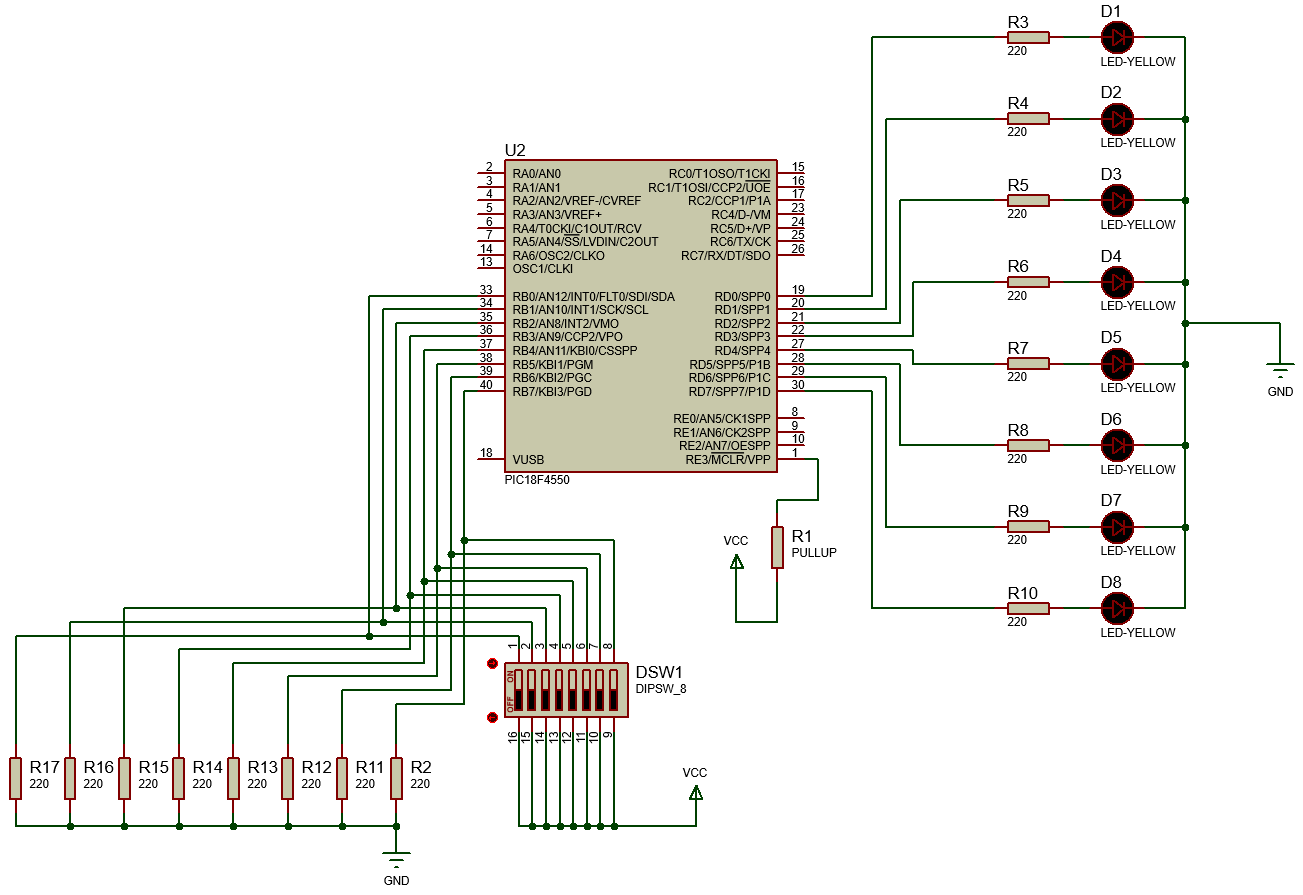 R3
220
D1
LED-YELLOW
R4
220
D2
LED-YELLOW
R5
220
D3
LED-YELLOW
R6
220
D4
LED-YELLOW
R7
220
D5
LED-YELLOW
R8
220
D6
LED-YELLOW
R9
220
D7
LED-YELLOW
R10
220
D8
LED-YELLOW
GND
U2
2 RA0/AN0
3 RA1/AN1
4 RA2/AN2/VREF-/CVREF
5 RA3/AN3/VREF+
6 RA4/T0CKI/C1OUT/RCV
7 RA5/AN4/SS/LVDIN/C2OUT
14 RA6/OSC2/CLKO
13 OSC1/CLKI
33 RB0/AN12/INT0/FLT0/SDI/SDA
34 RB1/AN10/INT1/SCK/SCL
35 RB2/AN8/INT2/VMO
36 RB3/AN9/CCP2/VPO
37 RB4/AN11/KBI0/CSSPP
38 RB5/KBI1/PGM
39 RB6/KBI2/PGC
40 RB7/KBI3/PGD
18 VUSB
RC0/T1OSO/T1CKI 15
RC1/T1OSI/CCP2/UOE 16
RC2/CCP1/P1A 17
RC4/D-/VM 23
RC5/D+/VP 24
RC6/TX/CK 25
RC7/RX/DT/SDO 26
RD0/SPP0 19
RD1/SPP1 20
RD2/SPP2 21
RD3/SPP3 22
RD4/SPP4 27
RD5/SPP5/P1B 28
RD6/SPP6/P1C 29
RD7/SPP7/P1D 30
RE0/AN5/CK1SPP 8
RE1/AN6/CK2SPP 9
RE2/AN7/OESPP 10
RE3/MCLR/VPP 1
PIC18F4550
VCC
R1
PULLUP
1 2 3 4 5 6 7 8
ON
OFF
DSW1
DIPSW_8
16 15 14 13 12 11 10 9
VCC
R17
220
R16
220
R15
220
R14
220
R13
220
R12
220
R11
220
R2
220
GND